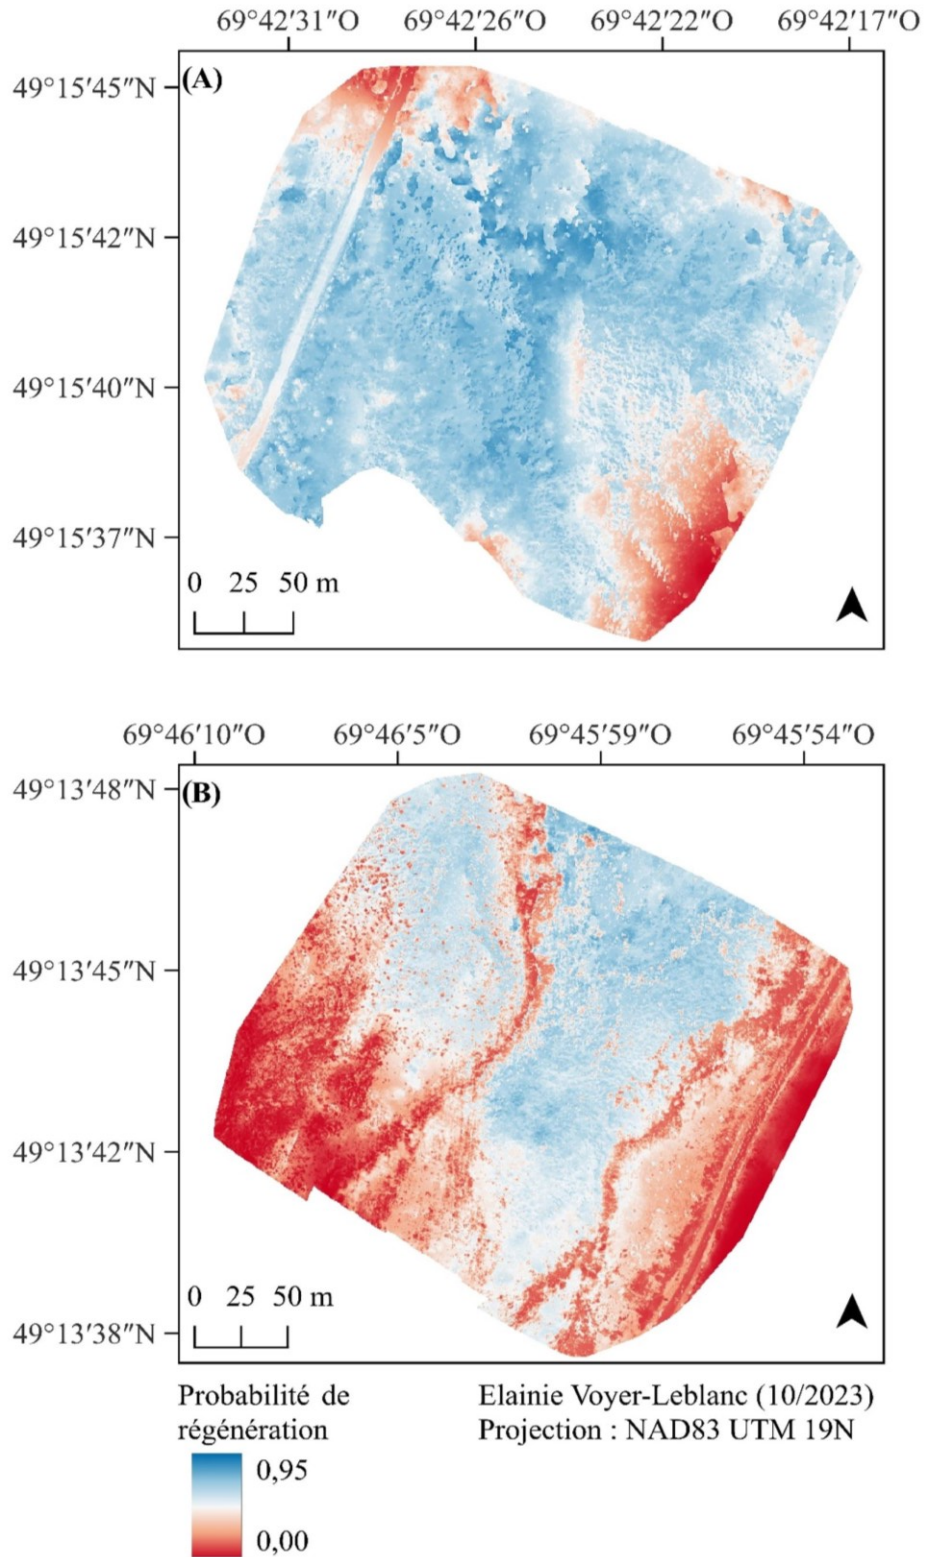 69°42′31″O 69°42′26″O 69°42′22″O 69°42′17″O
(A)
49°15′45″N
49°15′42″N
49°15′40″N
49°15′37″N
0 25 50 m
69°46′10″O 69°46′5″O 69°45′59″O 69°45′54″O
(B)
49°13′48″N
49°13′45″N
49°13′42″N
49°13′38″N
0 25 50 m
Probabilité de
régénération
0,95
0,00
Elainie Voyer-Leblanc (10/2023)
Projection : NAD83 UTM 19N